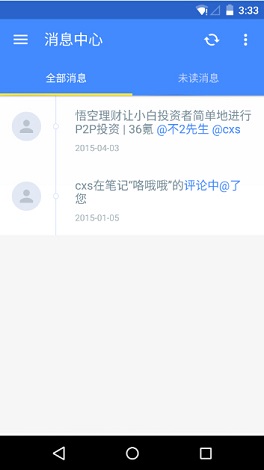 3:33
消息中心
全部消息
未读消息
悟空理财让小白投资者简单地进行
P2P投资 | 36氪 @不2先生 @cxs
2015-04-03
cxs在笔记"咯哦哦"的评论中@了
您
2015-01-05